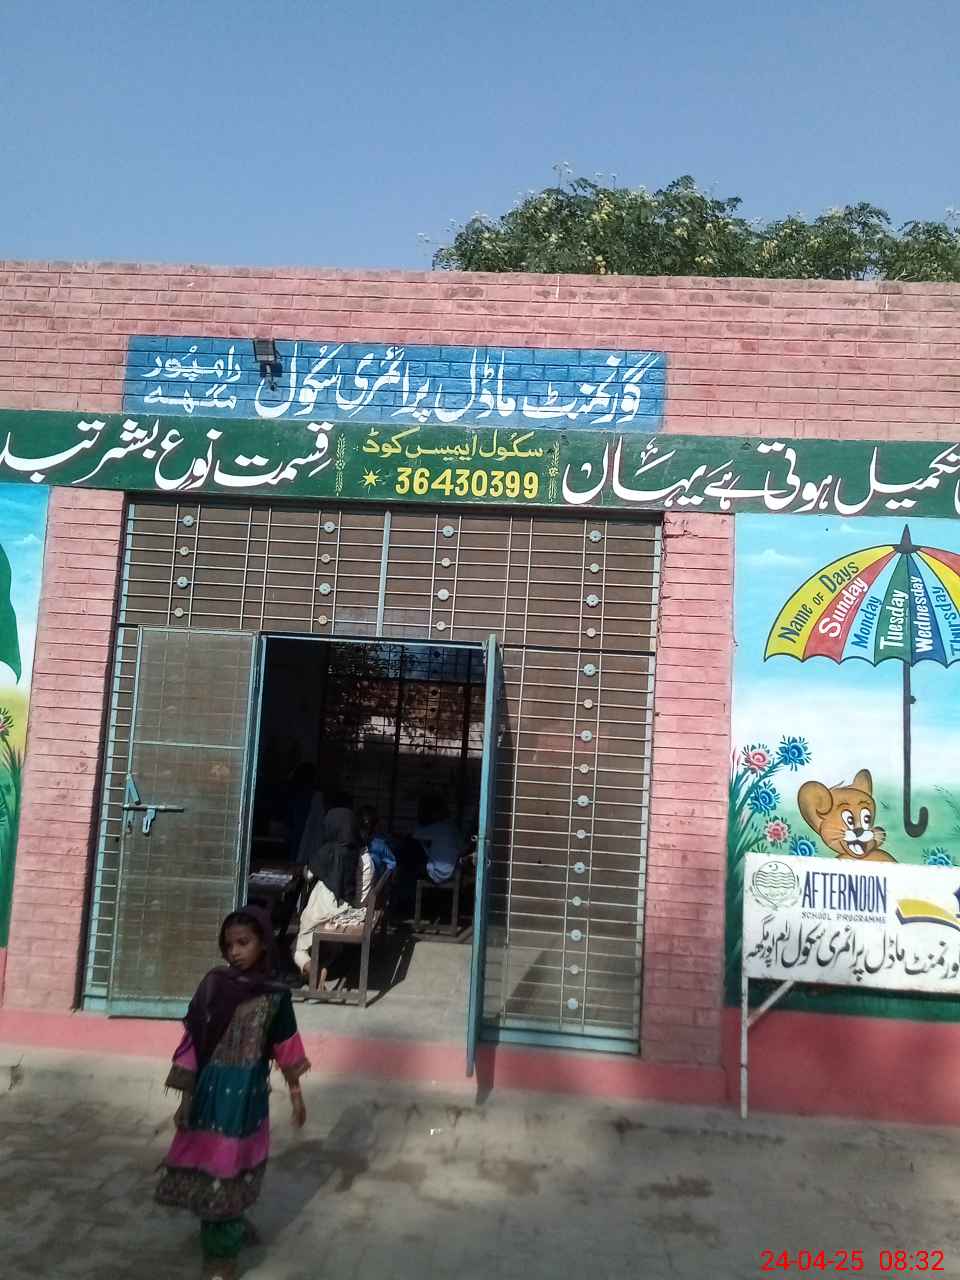 گورنمنٹ ماڈل پرائمری سکول
رامپور
تکمیل ہوتی ہے یہاں
سکول ایمیس کوڈ
36430399
قسمت نوع بشر
Name of Days
Sunday
Monday
Tuesday
Wednesday
Thursday
AFTERNOON
SCHOOL PROGRAMME
گورنمنٹ ماڈل پرائمری سکول
24-04-25 08:32